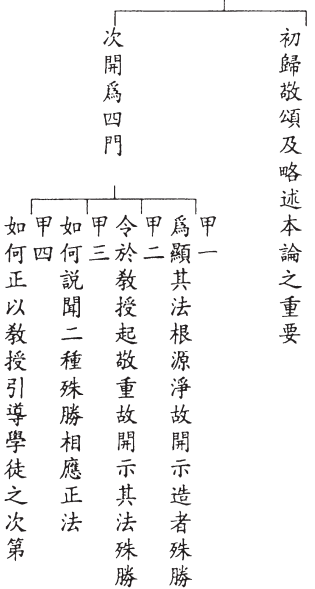 初歸敬頌及略述本論之重要
次開爲四門
甲一
爲顯其法根源淨故開示造者殊勝
甲二
令於教授起敬重故開示其法殊勝
甲三
如何説聞二種殊勝相應正法
甲四
如何正以教授引導學徒之次第